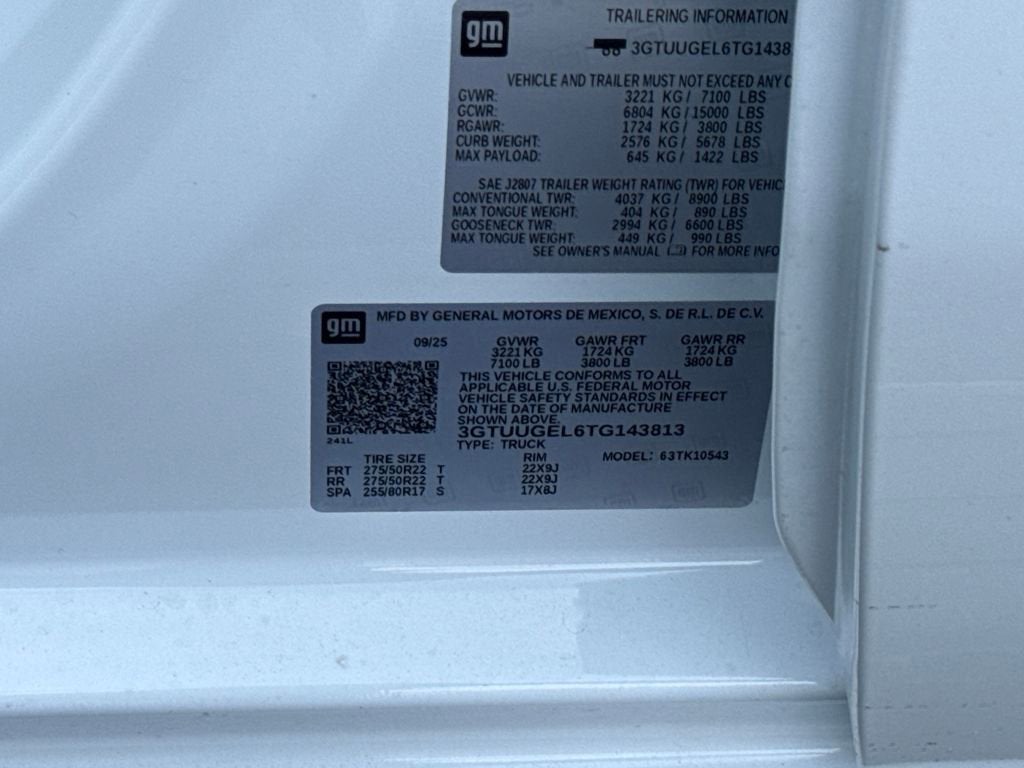 gm
TRAILERING INFORMATION
3GTUUGEL6TG1438
VEHICLE AND TRAILER MUST NOT EXCEED ANY
GVWR: 3221 KG / 7100 LBS
GCWR: 6804 KG / 15000 LBS
RGAWR: 1724 KG / 3800 LBS
CURB WEIGHT: 2576 KG / 5678 LBS
MAX PAYLOAD: 645 KG / 1422 LBS
SAE J2807 TRAILER WEIGHT RATING (TWR) FOR VEHIC
CONVENTIONAL TWR: 4037 KG / 8900 LBS
MAX TONGUE WEIGHT: 404 KG / 890 LBS
GOOSENECK TWR: 2994 KG / 6600 LBS
MAX TONGUE WEIGHT: 449 KG / 990 LBS
SEE OWNER'S MANUAL FOR MORE INFO
gm
MFD BY GENERAL MOTORS DE MEXICO, S. DE R.L. DE C.V.
09/25 GVWR GAWR FRT GAWR RR
3221 KG 1724 KG 1724 KG
7100 LB 3800 LB 3800 LB
THIS VEHICLE CONFORMS TO ALL
APPLICABLE U.S. FEDERAL MOTOR
VEHICLE SAFETY STANDARDS IN EFFECT
ON THE DATE OF MANUFACTURE
SHOWN ABOVE.
3GTUUGEL6TG143813
241L
TYPE: TRUCK
TIRE SIZE RIM MODEL: 63TK10543
FRT 275/50R22 T 22X9J
RR 275/50R22 T 22X9J
SPA 255/80R17 S 17X8J